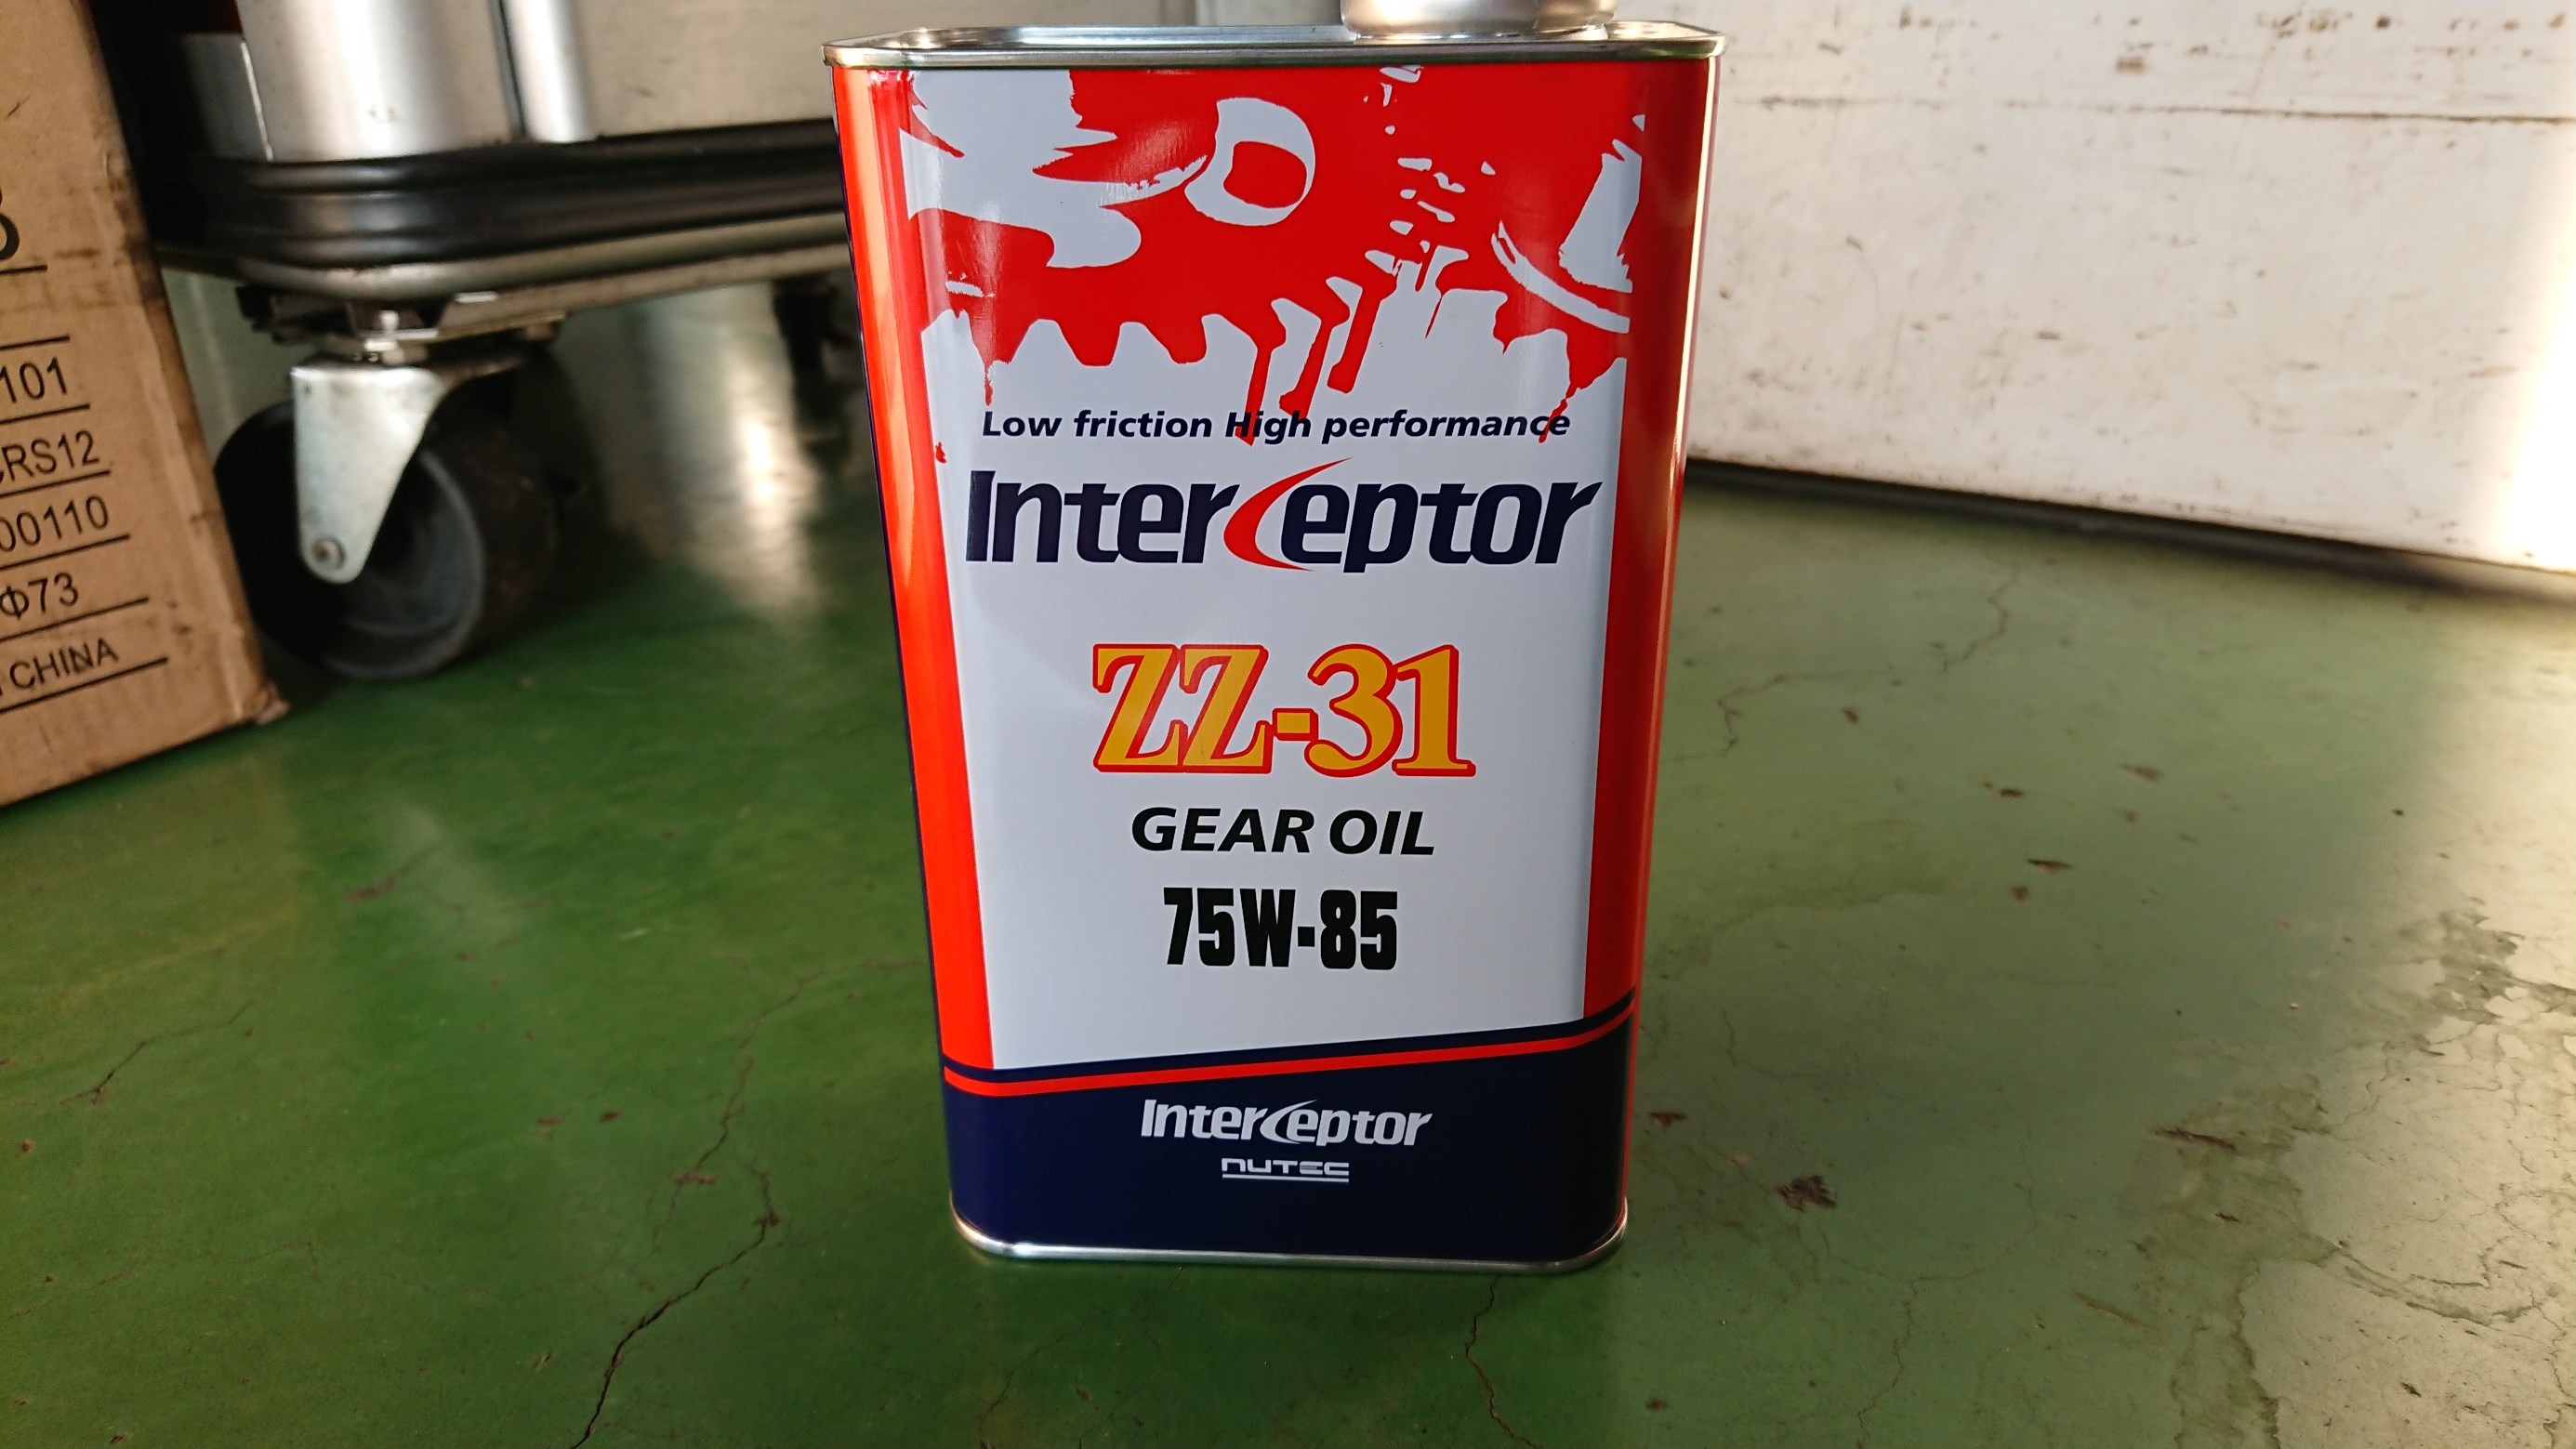 101
CRS12
00110
Φ73
CHINA
Low friction High performance
Interceptor
ZZ-31
GEAR OIL
75W-85
Interceptor
NUTEC